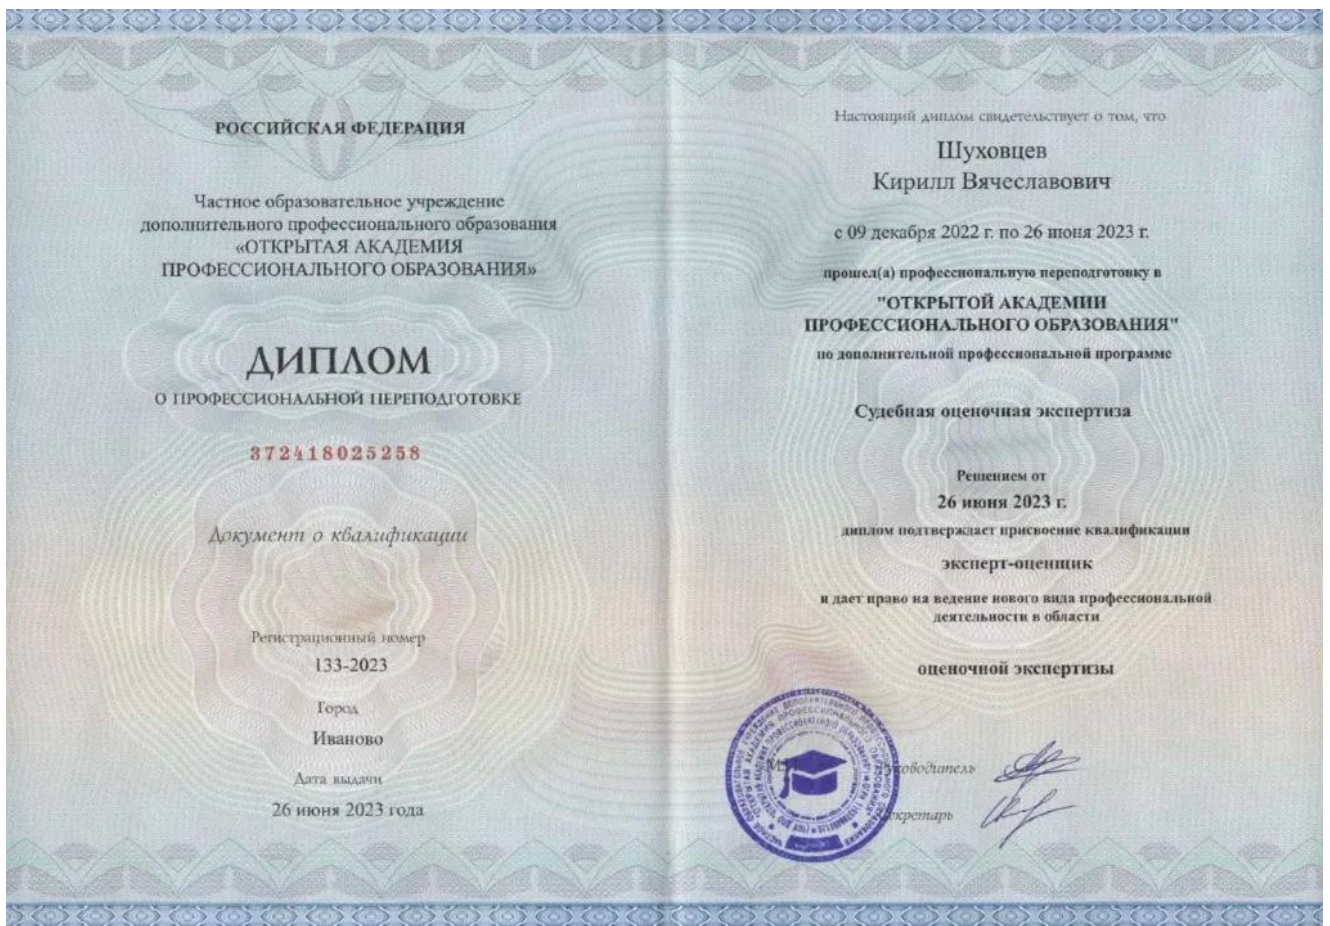 РОССИЙСКАЯ ФЕДЕРАЦИЯ
Частное образовательное учреждение
дополнительного профессионального образования
«ОТКРЫТАЯ АКАДЕМИЯ
ПРОФЕССИОНАЛЬНОГО ОБРАЗОВАНИЯ»
ДИПЛОМ
О ПРОФЕССИОНАЛЬНОЙ ПЕРЕПОДГОТОВКЕ
372418025258
Документ о квалификации
Регистрационный номер
133-2023
Город
Иваново
Дата выдачи
26 июня 2023 года
Настоящий диплом свидетельствует о том, что
Шуховцев
Кирилл Вячеславович
с 09 декабря 2022 г. по 26 июня 2023 г.
прошел(а) профессиональную переподготовку в
"ОТКРЫТОЙ АКАДЕМИИ
ПРОФЕССИОНАЛЬНОГО ОБРАЗОВАНИЯ"
по дополнительной профессиональной программе
Судебная оценочная экспертиза
Решением от
26 июня 2023 г.
диплом подтверждает присвоение квалификации
эксперт-оценщик
и дает право на ведение нового вида профессиональной
деятельности в области
оценочной экспертизы
Руководитель
Секретарь